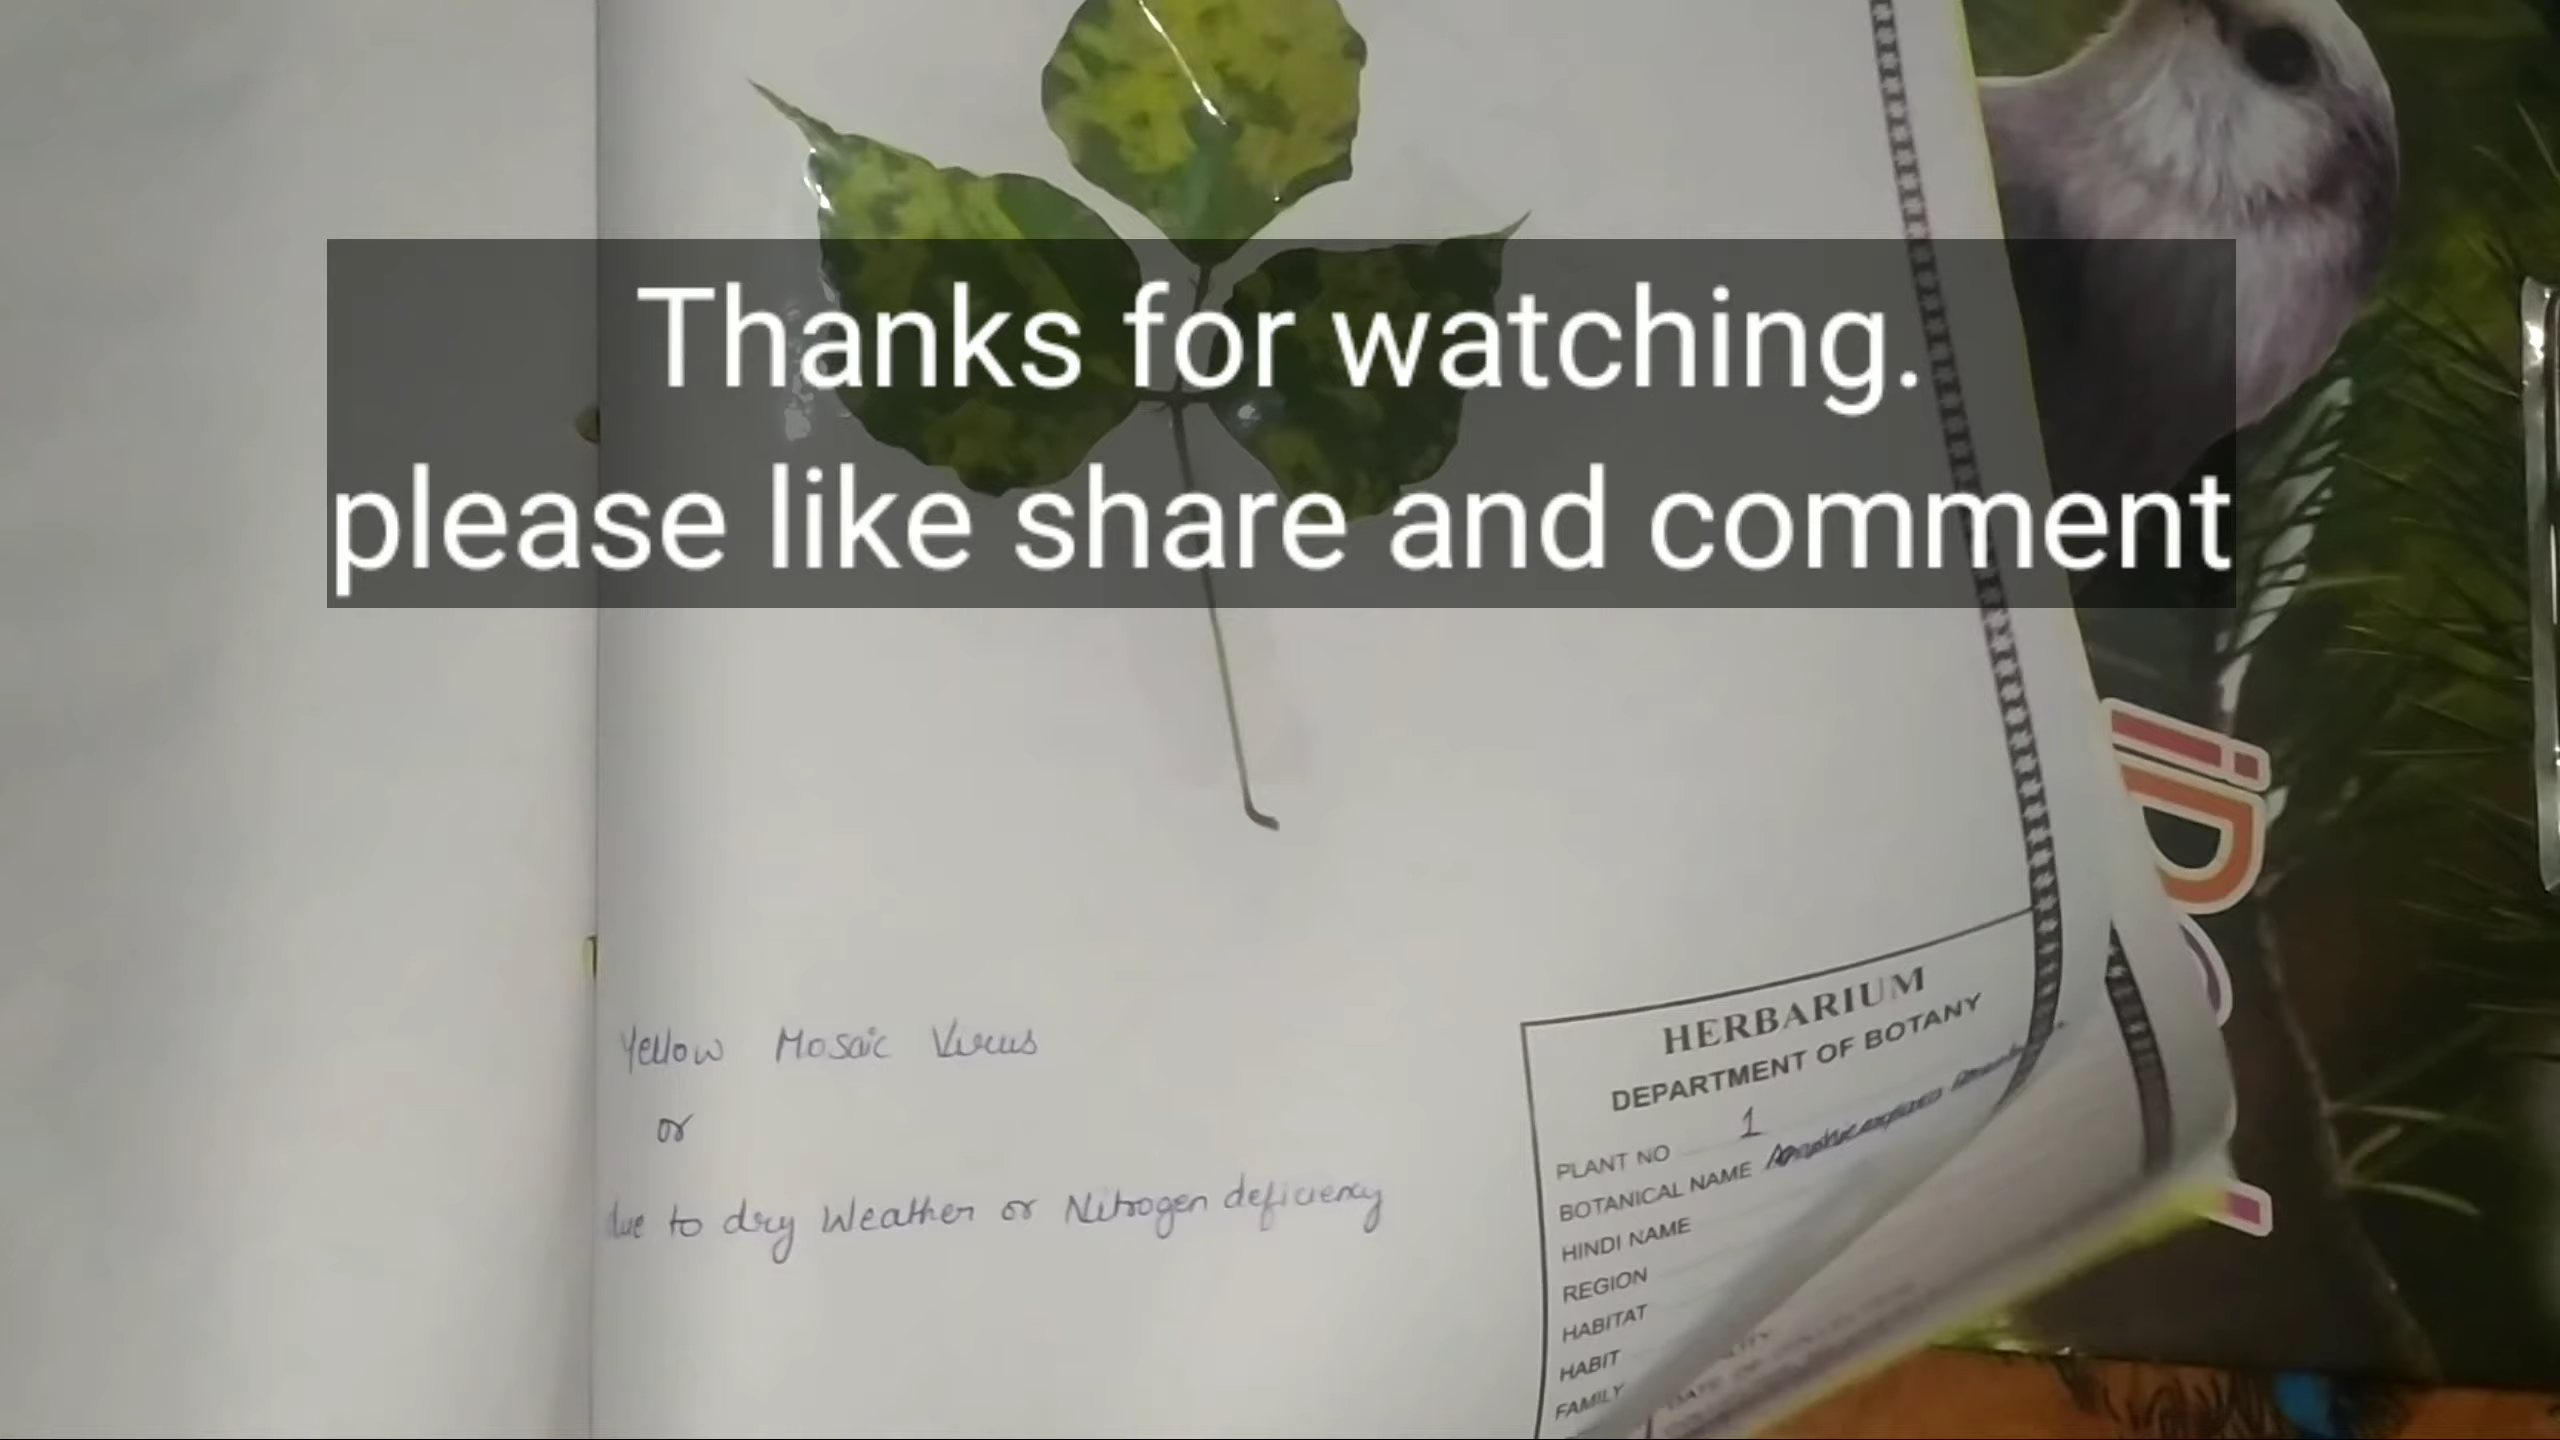 Thanks for watching.
please like share and comment
Yellow Mosaic Virus
or
due to dry Weather or Nitrogen deficiency
HERBARIUM
DEPARTMENT OF BOTANY
PLANT NO 1
BOTANICAL NAME
HINDI NAME
REGION
HABITAT
HABIT
FAMILY